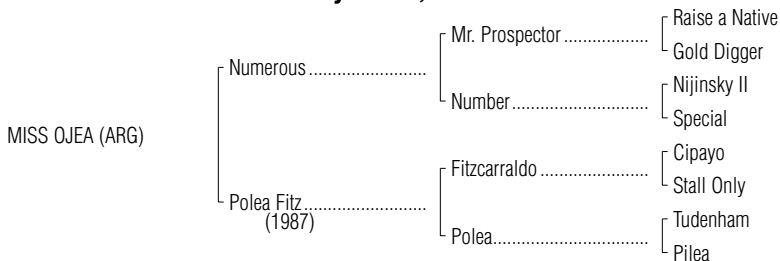 Raise a Native
Mr. Prospector ......................
Gold Digger
Numerous ...............................
Nijinsky II
Number ....................................
Special
MISS OJEA (ARG)
Cipayo
Fitzcarraldo ............................
Stall Only
Polea Fitz ................................
(1987)
Tudenham
Polea........................................
Pilea